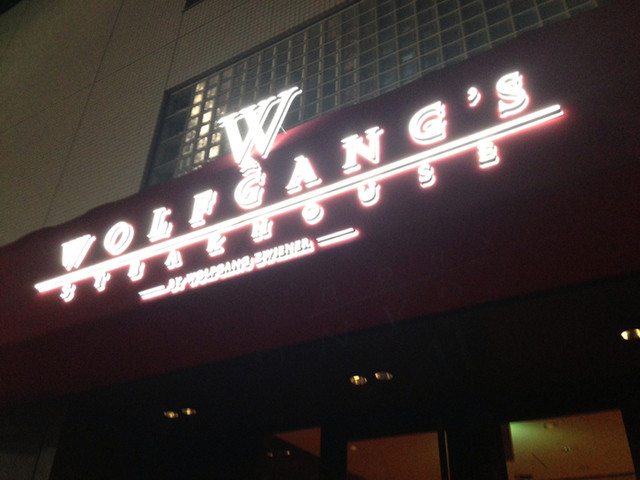 W
WOLFGANG'S
STEAKHOUSE
BY WOLFGANG ZWIENER